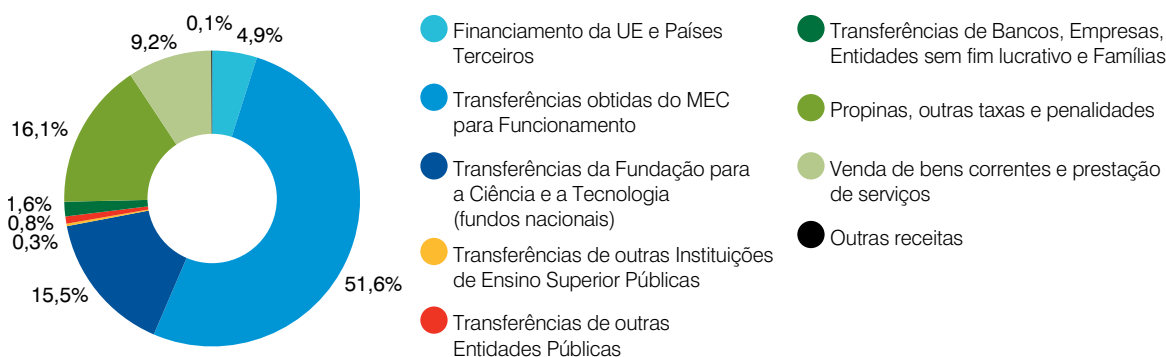 0,1%
4,9%
9,2%
16,1%
1,6%
0,8%
0,3%
15,5%
51,6%
Financiamento da UE e Países
Terceiros
Transferências obtidas do MEC
para Funcionamento
Transferências da Fundação para
a Ciência e a Tecnologia
(fundos nacionais)
Transferências de outras Instituições
de Ensino Superior Públicas
Transferências de outras
Entidades Públicas
Transferências de Bancos, Empresas,
Entidades sem fim lucrativo e Famílias
Propinas, outras taxas e penalidades
Venda de bens correntes e prestação
de serviços
Outras receitas